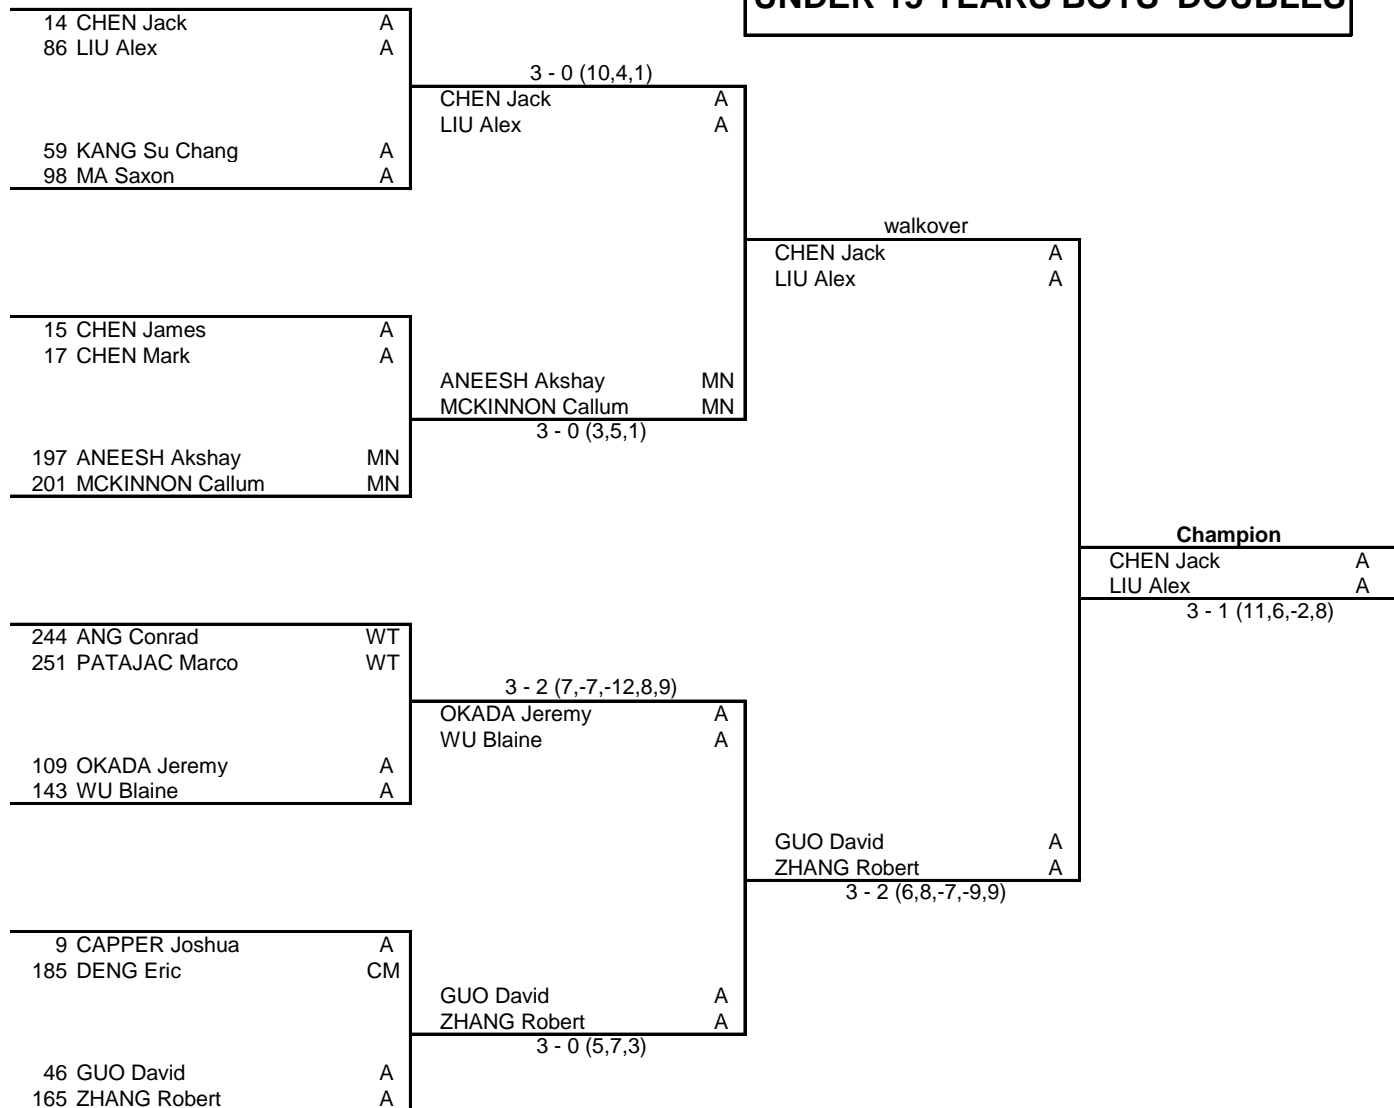 UNDER YEARS BOYS' DOUBLES
14 CHEN Jack A
86 LIU Alex A
3 - 0 (10,4,1)
CHEN Jack A
LIU Alex A
59 KANG Su Chang A
98 MA Saxon A
walkover
CHEN Jack A
LIU Alex A
15 CHEN James A
17 CHEN Mark A
ANEESH Akshay MN
MCKINNON Callum MN
3 - 0 (3,5,1)
197 ANEESH Akshay MN
201 MCKINNON Callum MN
Champion
CHEN Jack A
LIU Alex A
3 - 1 (11,6,-2,8)
244 ANG Conrad WT
251 PATAJAC Marco WT
3 - 2 (7,-7,-12,8,9)
OKADA Jeremy A
WU Blaine A
109 OKADA Jeremy A
143 WU Blaine A
GUO David A
ZHANG Robert A
3 - 2 (6,8,-7,-9,9)
9 CAPPER Joshua A
185 DENG Eric CM
GUO David A
ZHANG Robert A
3 - 0 (5,7,3)
46 GUO David A
165 ZHANG Robert A